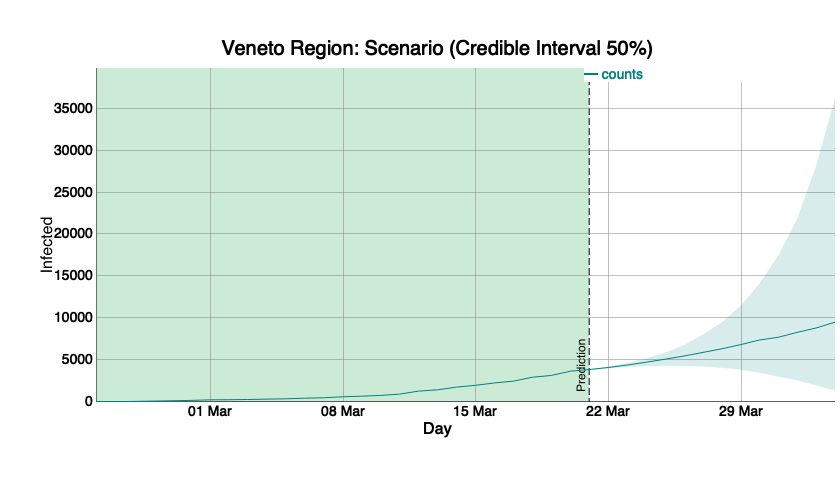 Veneto Region: Scenario (Credible Interval 50%)
counts
35000
30000
25000
20000
15000
10000
5000
0
Infected
Prediction
01 Mar
08 Mar
15 Mar
22 Mar
29 Mar
Day